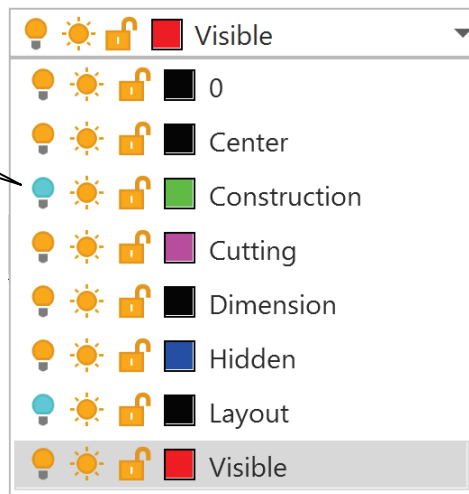 Visible
0
Center
Construction
Cutting
Dimension
Hidden
Layout
Visible